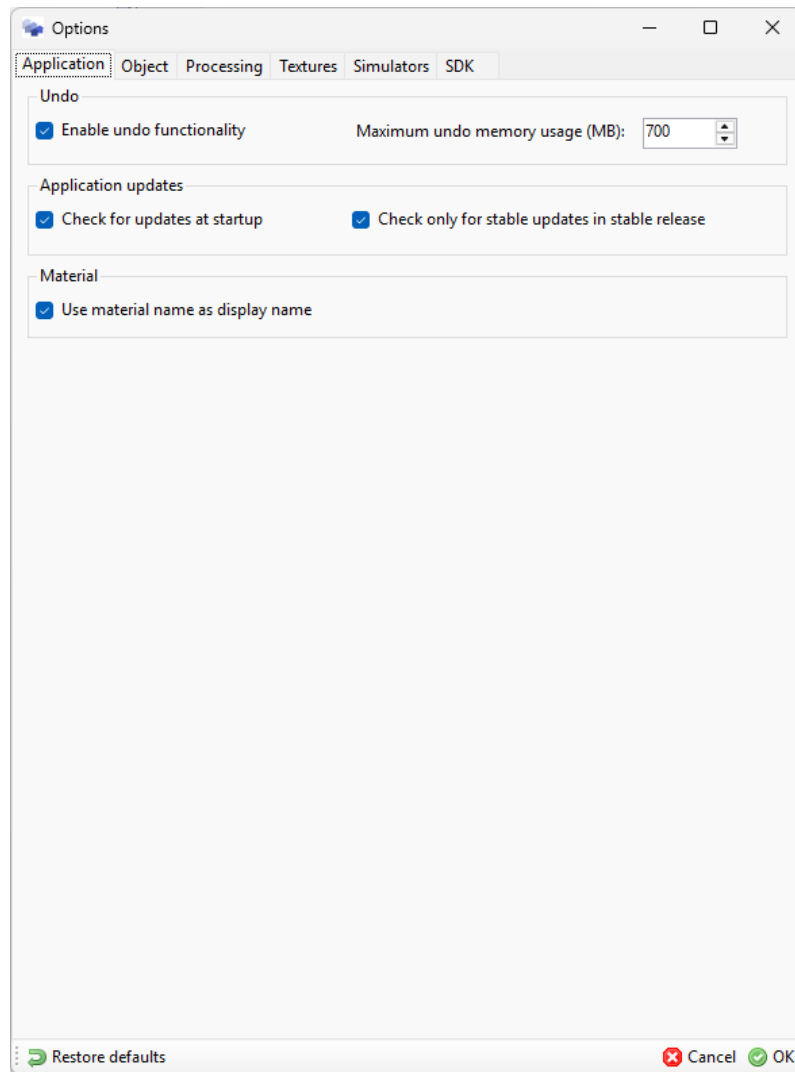 Options
Application Object Processing Textures Simulators SDK
Undo
Enable undo functionality Maximum undo memory usage (MB): 700
Application updates
Check for updates at startup Check only for stable updates in stable release
Material
Use material name as display name
Restore defaults Cancel OK